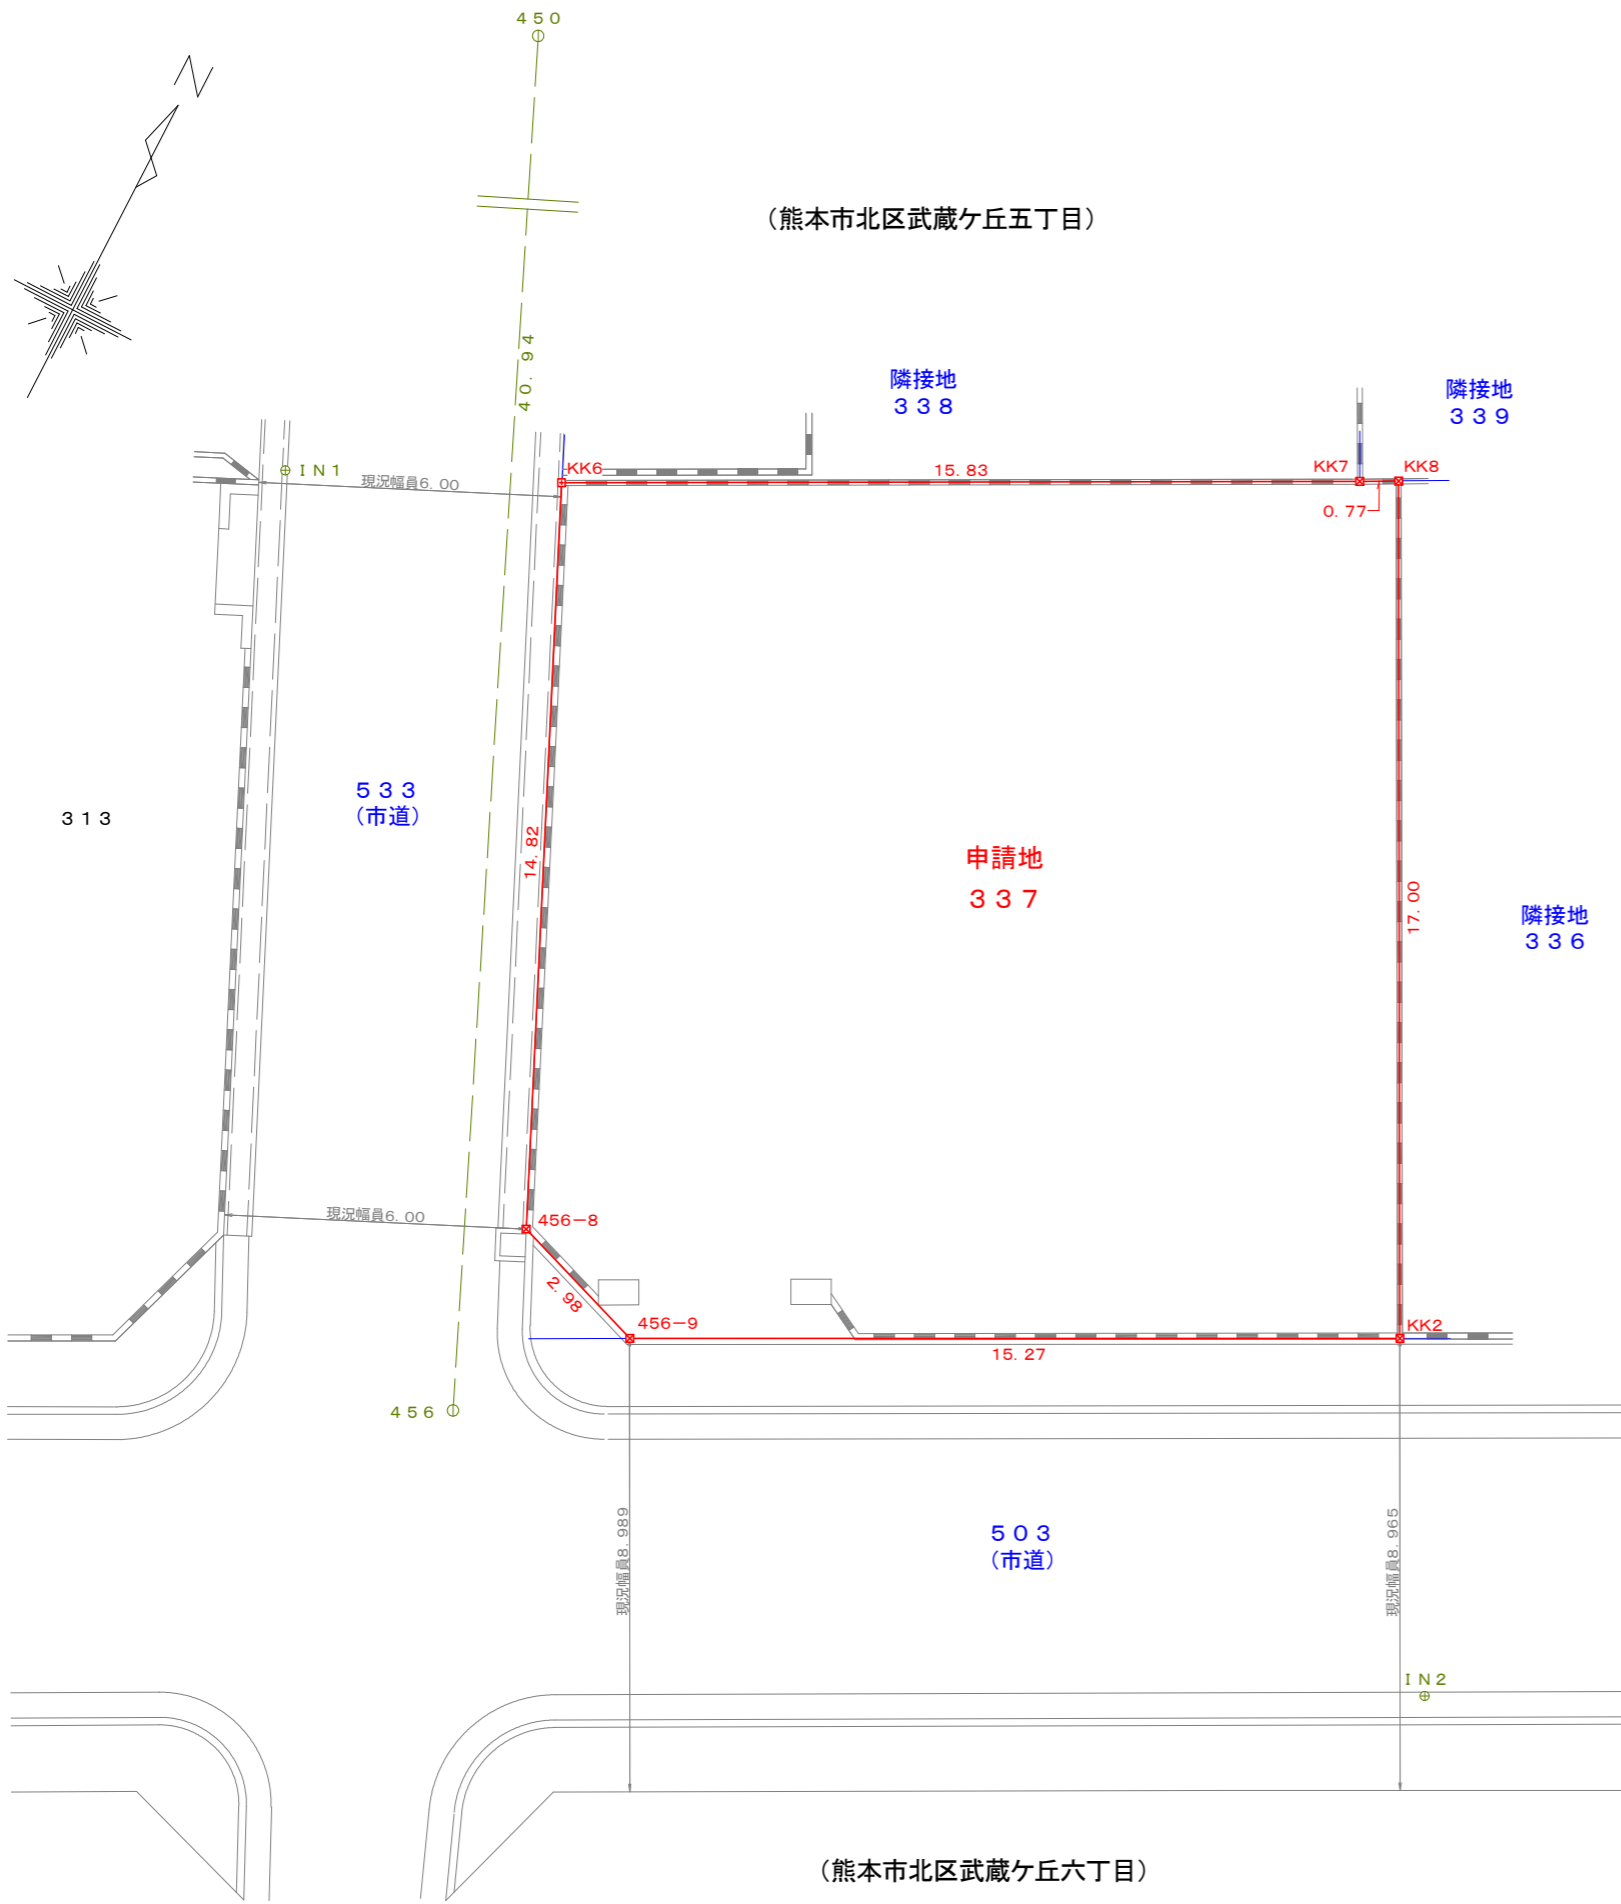 ４５０
N
（熊本市北区武蔵ケ丘五丁目）
４０．９４
隣接地
３３８
隣接地
３３９
ＩＮ１
現況幅員6.00
KK6
15.83
KK7
KK8
0.77
５３３
（市道）
３１３
14.82
申請地
３３７
17.00
隣接地
３３６
現況幅員6.00
456－8
2.98
456－9
KK2
15.27
４５６
現況幅員8.989
５０３
（市道）
現況幅員8.965
ＩＮ２
（熊本市北区武蔵ケ丘六丁目）